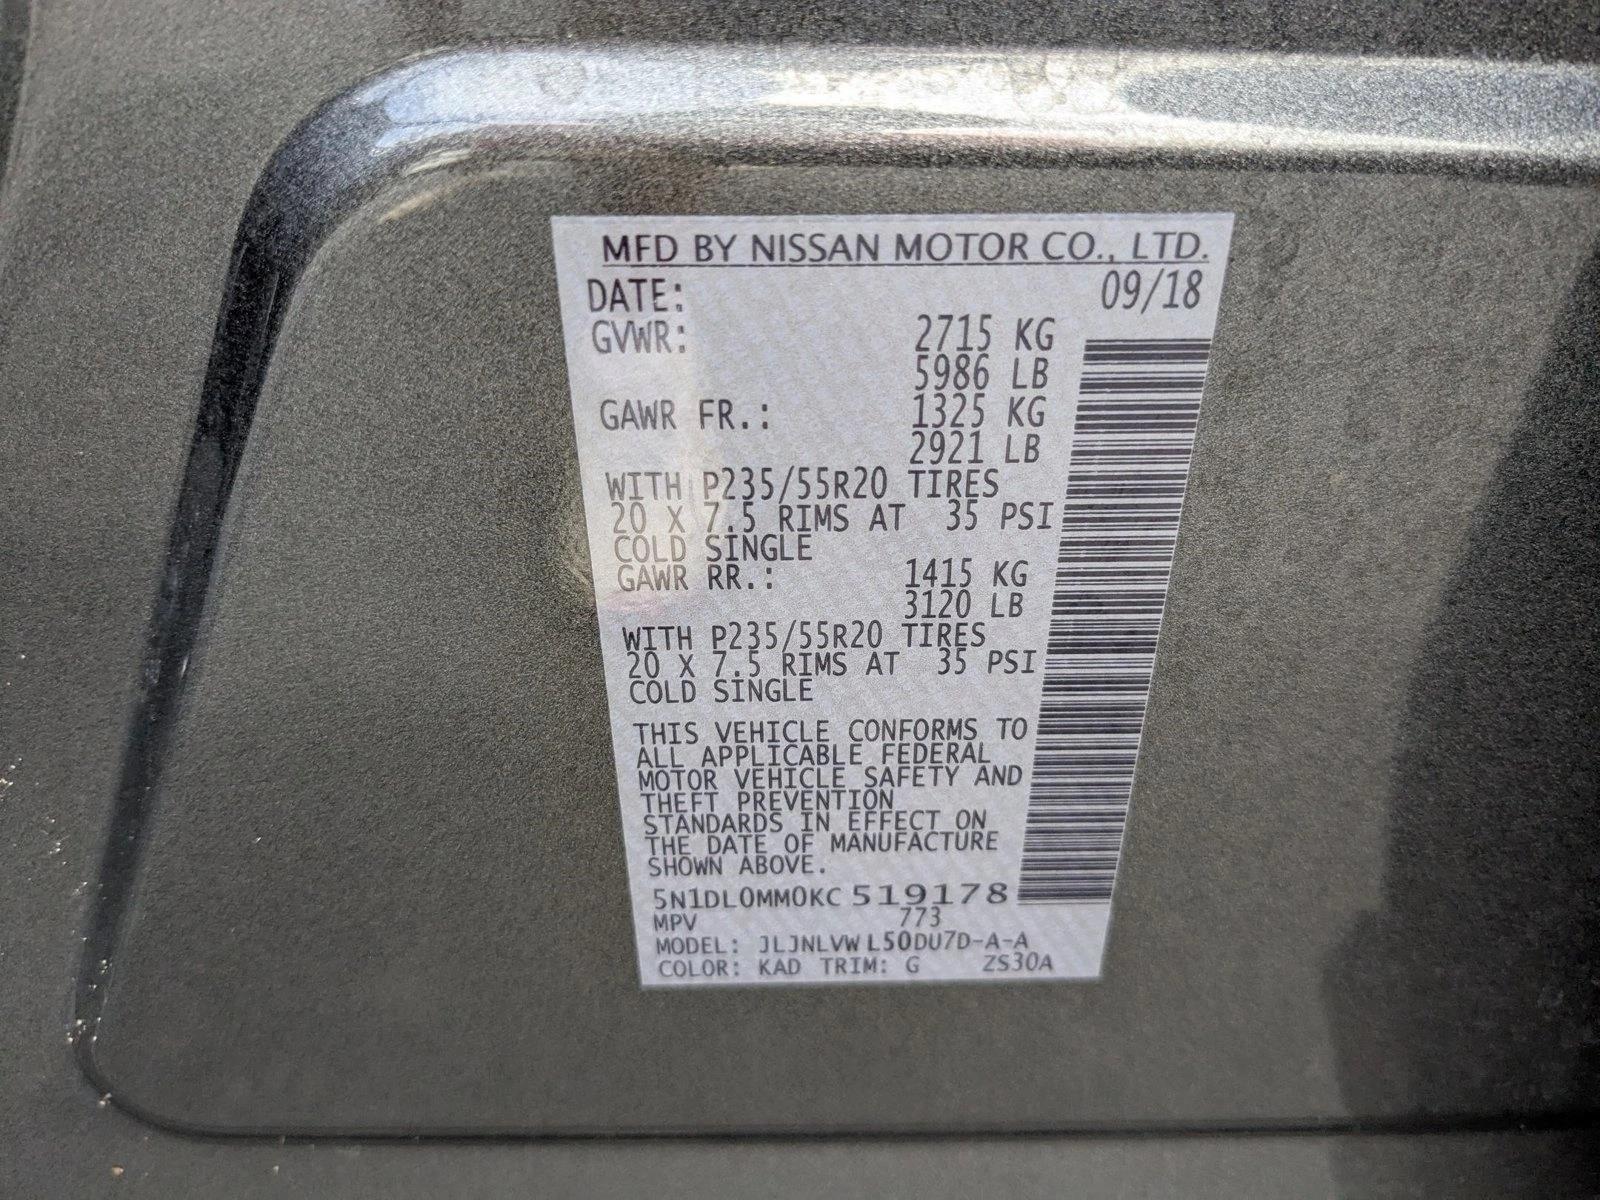 MFD BY NISSAN MOTOR CO., LTD.
DATE: 09/18
GVWR: 2715 KG
5986 LB
GAWR FR.: 1325 KG
2921 LB
WITH P235/55R20 TIRES
20 X 7.5 RIMS AT 35 PSI
COLD SINGLE
GAWR RR.: 1415 KG
3120 LB
WITH P235/55R20 TIRES
20 X 7.5 RIMS AT 35 PSI
COLD SINGLE
THIS VEHICLE CONFORMS TO
ALL APPLICABLE FEDERAL
MOTOR VEHICLE SAFETY AND
THEFT PREVENTION
STANDARDS IN EFFECT ON
THE DATE OF MANUFACTURE
SHOWN ABOVE.
5N1DL0MM0KC 519178
MPV 773
MODEL: JLJNLVW L50DU7D-A-A
COLOR: KAD TRIM: G ZS30A